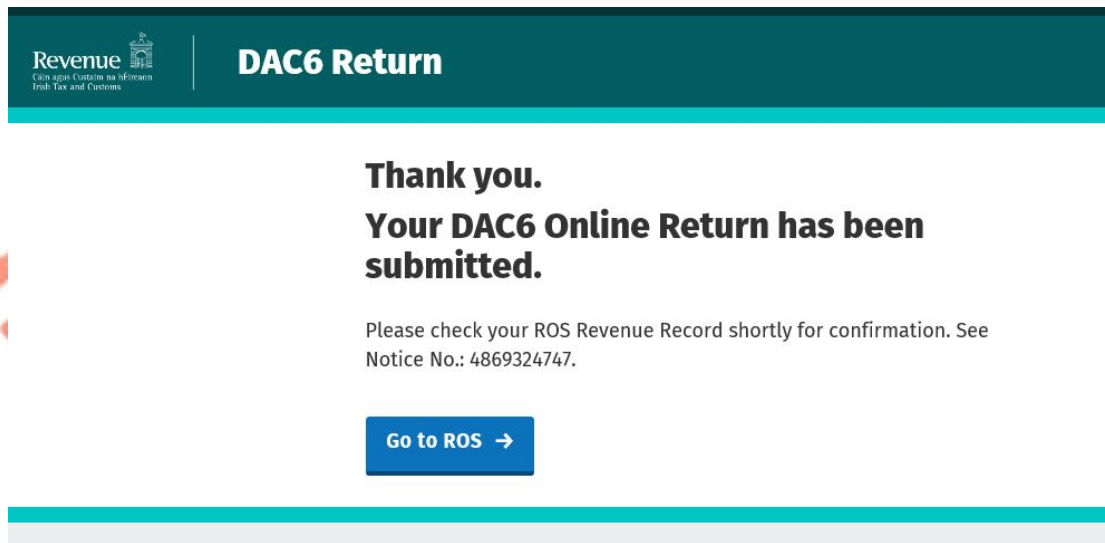 Revenue
Cáin agus Custaim na hÉireann
Irish Tax and Customs
DAC6 Return
Thank you.
Your DAC6 Online Return has been
submitted.
Please check your ROS Revenue Record shortly for confirmation. See
Notice No.: 4869324747.
Go to ROS →